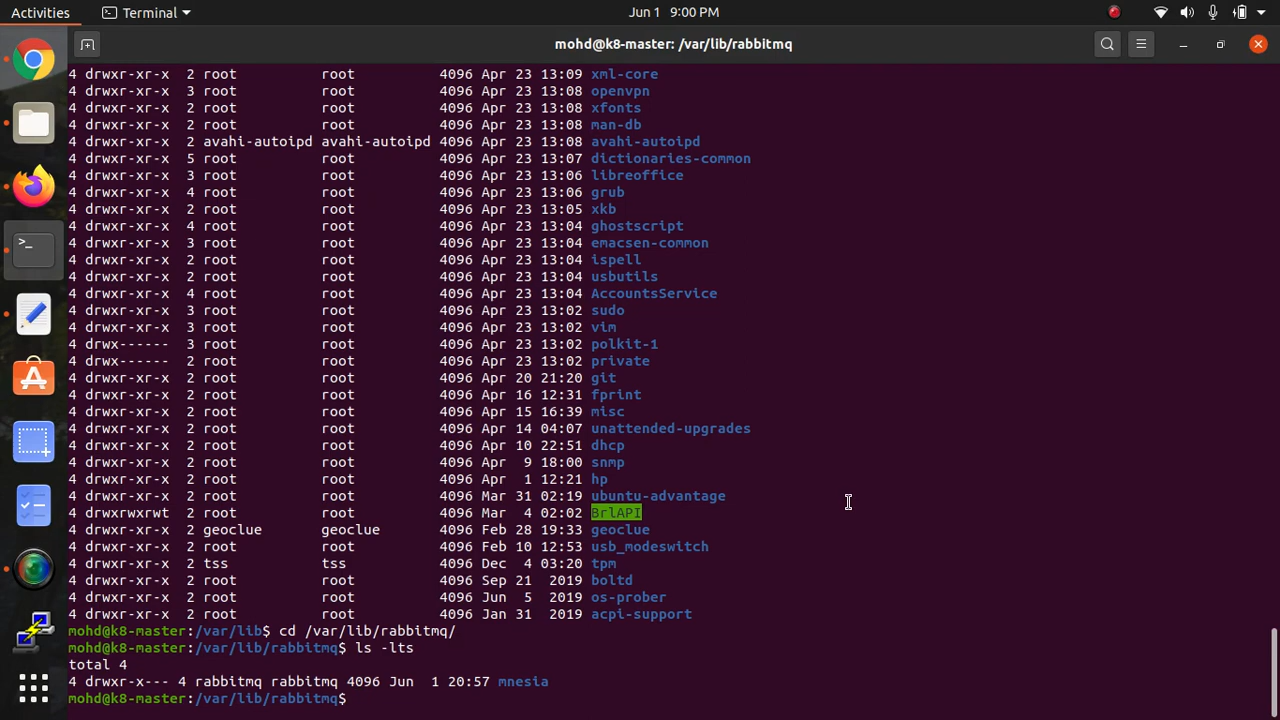 Activities
Terminal
Jun 1 9:00 PM
mohd@k8-master: /var/lib/rabbitmq
4 drwxr-xr-x 2 root root 4096 Apr 23 13:09 xml-core
4 drwxr-xr-x 3 root root 4096 Apr 23 13:08 openvpn
4 drwxr-xr-x 2 root root 4096 Apr 23 13:08 xfonts
4 drwxr-xr-x 2 root root 4096 Apr 23 13:08 man-db
4 drwxr-xr-x 2 avahi-autoipd avahi-autoipd 4096 Apr 23 13:08 avahi-autoipd
4 drwxr-xr-x 5 root root 4096 Apr 23 13:07 dictionaries-common
4 drwxr-xr-x 3 root root 4096 Apr 23 13:06 libreoffice
4 drwxr-xr-x 4 root root 4096 Apr 23 13:06 grub
4 drwxr-xr-x 2 root root 4096 Apr 23 13:05 xkb
4 drwxr-xr-x 4 root root 4096 Apr 23 13:04 ghostscript
4 drwxr-xr-x 3 root root 4096 Apr 23 13:04 emacsen-common
4 drwxr-xr-x 2 root root 4096 Apr 23 13:04 ispell
4 drwxr-xr-x 2 root root 4096 Apr 23 13:04 usbutils
4 drwxr-xr-x 4 root root 4096 Apr 23 13:04 AccountsService
4 drwxr-xr-x 3 root root 4096 Apr 23 13:02 sudo
4 drwxr-xr-x 3 root root 4096 Apr 23 13:02 vim
4 drwx------ 3 root root 4096 Apr 23 13:02 polkit-1
4 drwx------ 2 root root 4096 Apr 23 13:02 private
4 drwxr-xr-x 2 root root 4096 Apr 20 21:20 git
4 drwxr-xr-x 2 root root 4096 Apr 16 12:31 fprint
4 drwxr-xr-x 2 root root 4096 Apr 15 16:39 misc
4 drwxr-xr-x 2 root root 4096 Apr 14 04:07 unattended-upgrades
4 drwxr-xr-x 2 root root 4096 Apr 10 22:51 dhcp
4 drwxr-xr-x 2 root root 4096 Apr 9 18:00 snmp
4 drwxr-xr-x 2 root root 4096 Apr 1 12:21 hp
4 drwxr-xr-x 2 root root 4096 Mar 31 02:19 ubuntu-advantage
4 drwxrwxrwt 2 root root 4096 Mar 4 02:02 BrlAPI
4 drwxr-xr-x 2 geoclue geoclue 4096 Feb 28 19:33 geoclue
4 drwxr-xr-x 2 root root 4096 Feb 10 12:53 usb_modeswitch
4 drwxr-xr-x 2 tss tss 4096 Dec 4 03:20 tpm
4 drwxr-xr-x 2 root root 4096 Sep 21 2019 boltd
4 drwxr-xr-x 2 root root 4096 Jun 5 2019 os-prober
4 drwxr-xr-x 2 root root 4096 Jan 31 2019 acpi-support
mohd@k8-master:/var/lib$ cd /var/lib/rabbitmq/
mohd@k8-master:/var/lib/rabbitmq$ ls -lts
total 4
4 drwxr-x--- 4 rabbitmq rabbitmq 4096 Jun 1 20:57 mnesia
mohd@k8-master:/var/lib/rabbitmq$